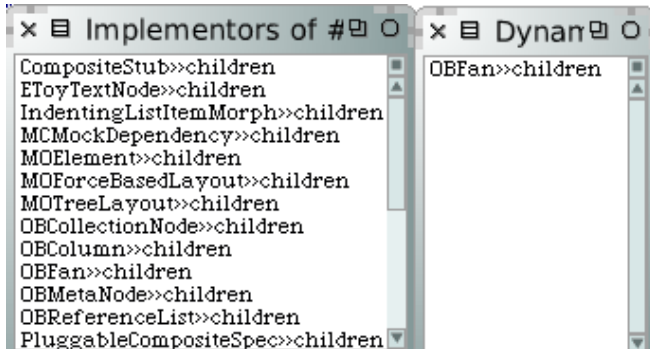 Implementors of #
CompositeStub»children
EToyTextNode»children
IndentingListItemMorph»children
MCMockDependency»children
MOElement»children
MOForceBasedLayout»children
MOTreeLayout»children
OBCollectionNode»children
OBColumn»children
OBFan»children
OBMetaNode»children
OBReferenceList»children
PluggableCompositeSpec»children
Dynam
OBFan»children